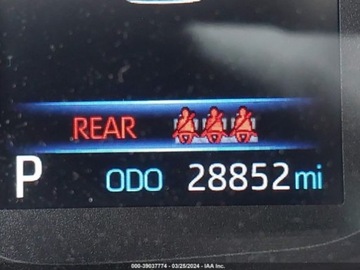 REAR
P ODO 28852 mi
000-39037774 - 03/25/2024 - IAA Inc.